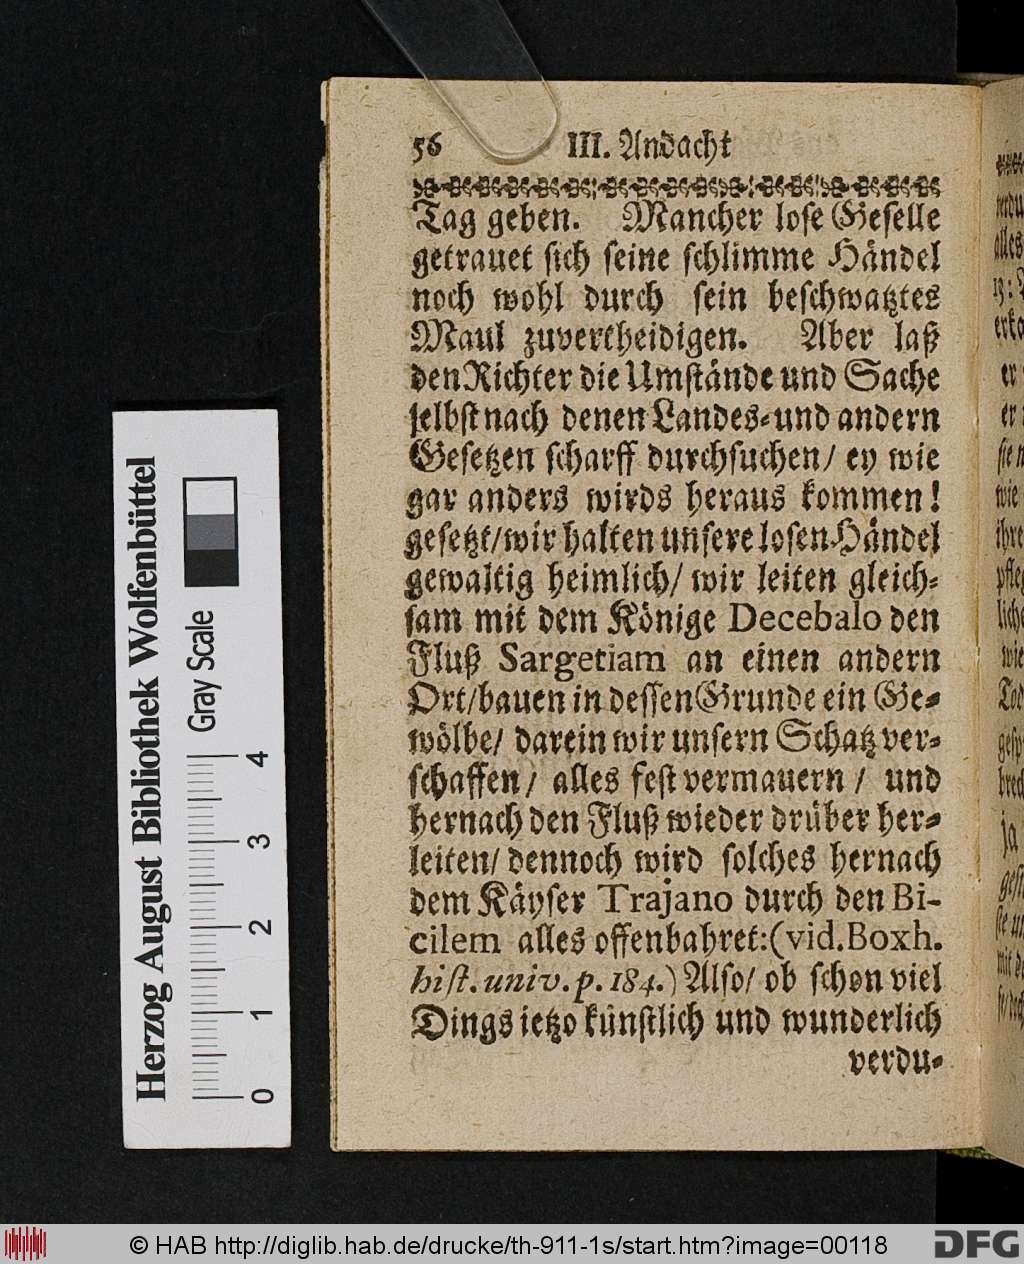 56 III. Andacht
Tag geben. Mancher loſe Geſelle
getrauet ſich ſeine ſchlimme Händel
noch wohl durch ſein beſchwatztes
Maul zuvertheidigen. Aber laß
den Richter die Umſtände und Sache
ſelbſt nach denen Landes- und andern
Geſetzen ſcharff durchſuchen/ ey wie
gar anders wirds heraus kommen!
geſetzt/wir halten unſere loſen Händel
gewaltig heimlich/ wir leiten gleich-
ſam mit dem Könige Decebalo den
Fluß Sargetiam an einen andern
Ort/bauen in deſſen Grunde ein Ge-
wölbe/ darein wir unſern Schatz ver-
ſchaffen/ alles feſt vermauern / und
hernach den Fluß wieder drüber her-
leiten/ dennoch wird ſolches hernach
dem Käyſer Trajano durch den Bi-
cilem alles offenbahret:(vid. Boxh.
hiſt. univ. p. 184.) Alſo/ ob ſchon viel
Dings ietzo künſtlich und wunderlich
verdu-
Herzog August Bibliothek Wolfenbüttel
Gray Scale
0 1 2 3 4
© HAB http://diglib.hab.de/drucke/th-911-1s/start.htm?image=00118
DFG